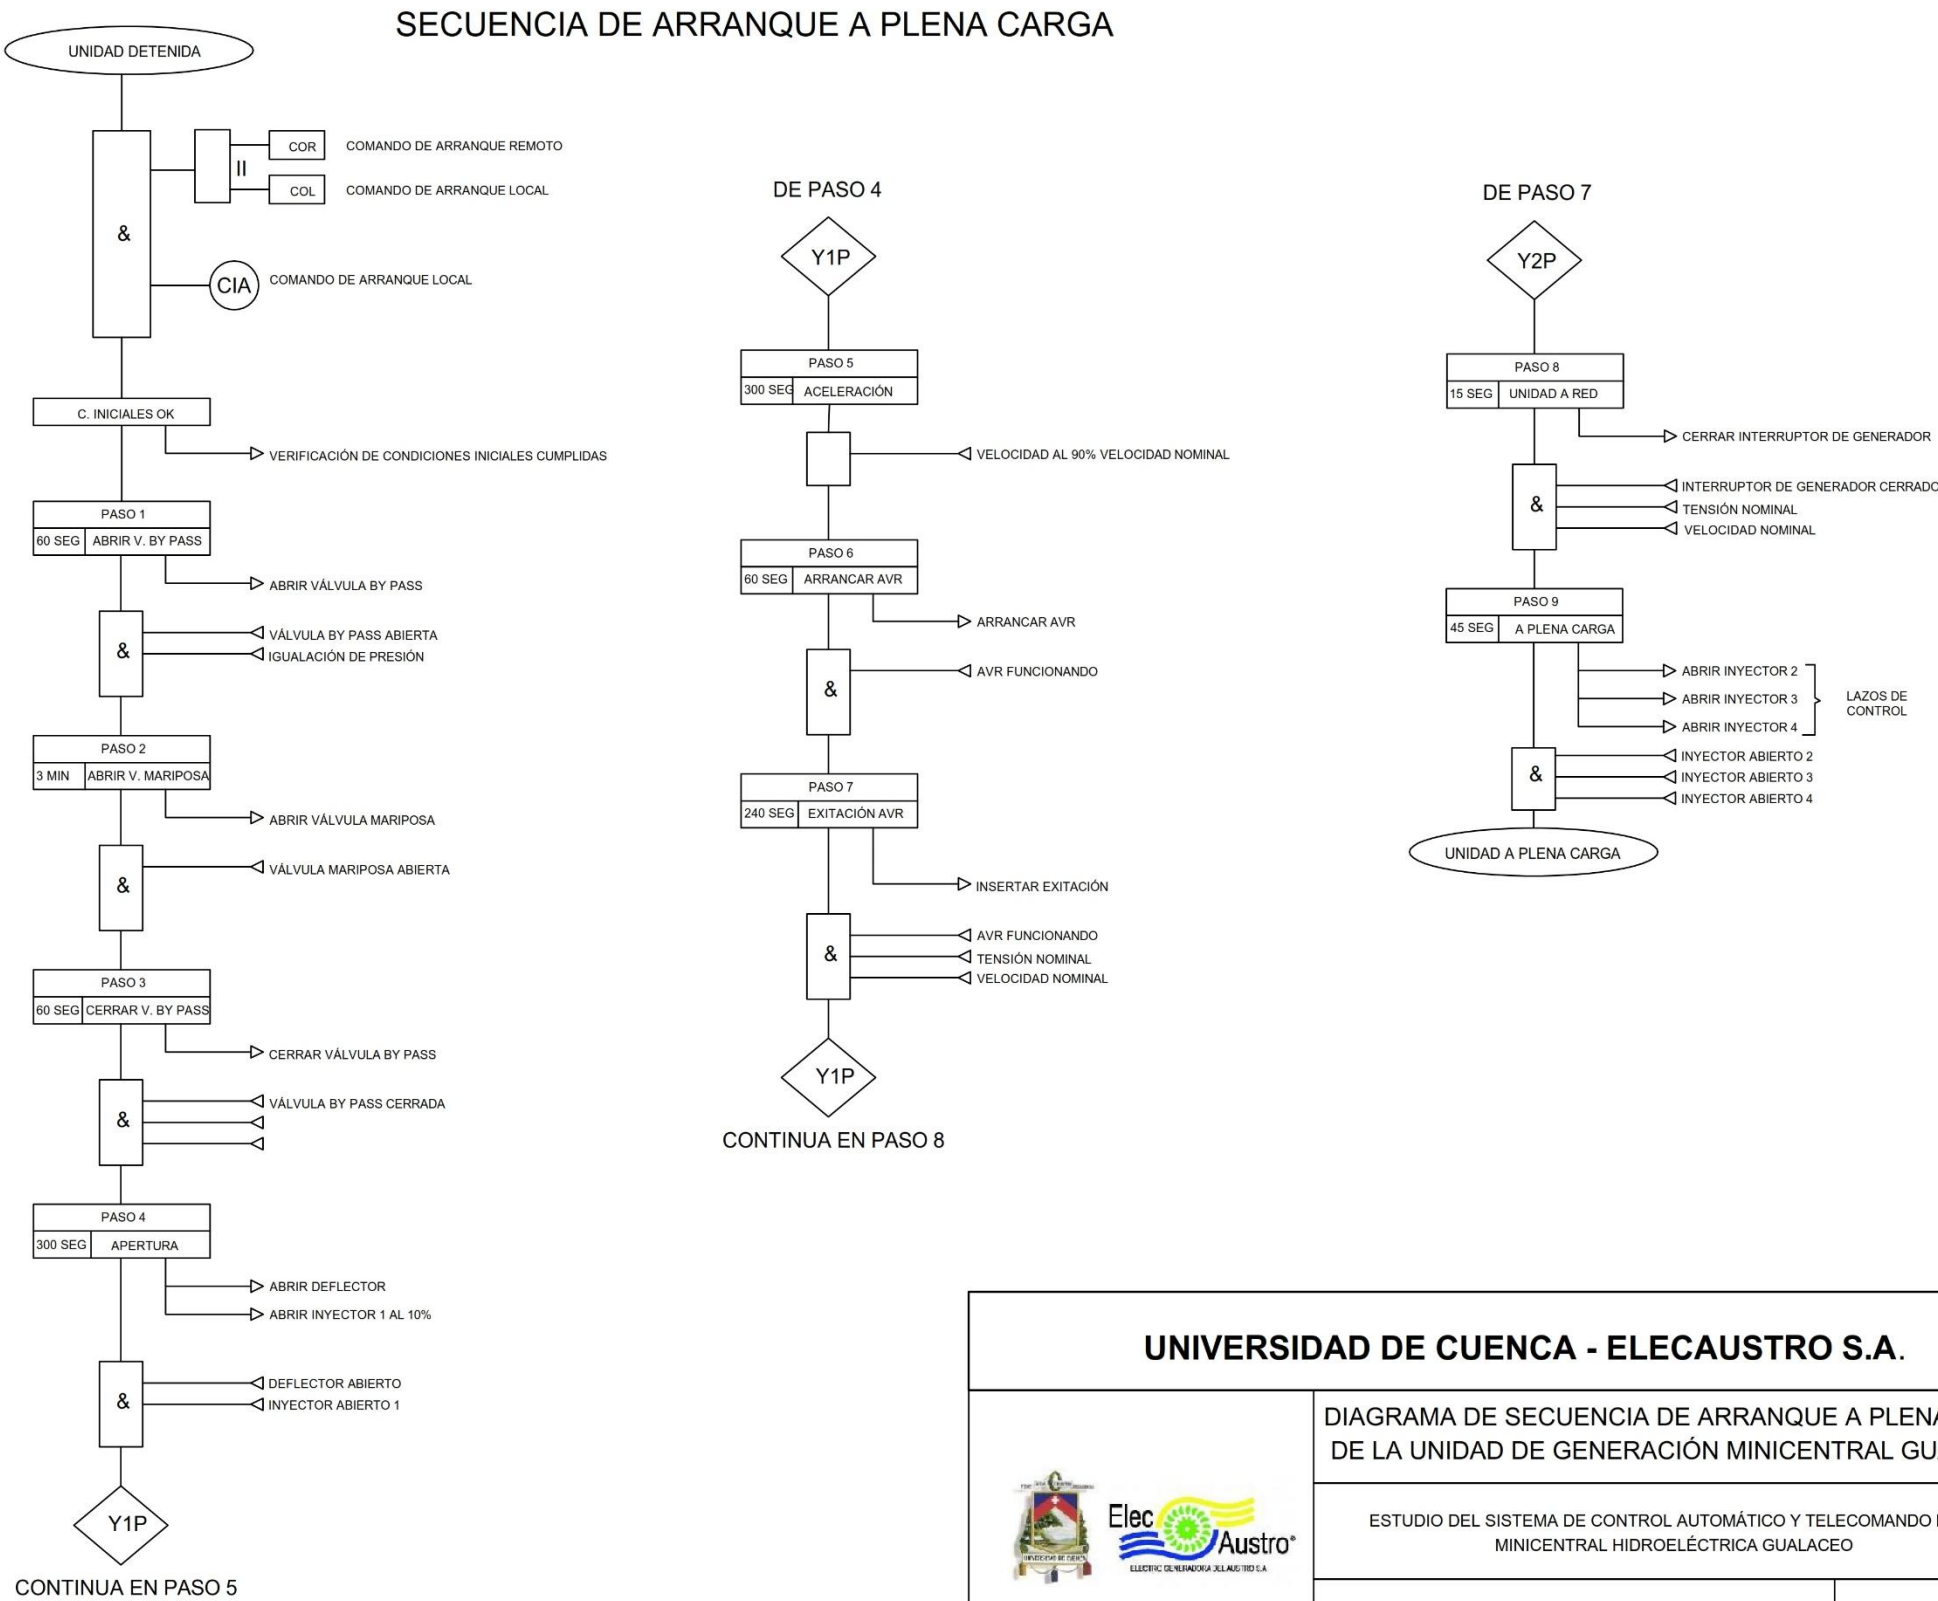 SECUENCIA DE ARRANQUE A PLENA CARGA
UNIDAD DETENIDA
COR
COMANDO DE ARRANQUE REMOTO
II
COL
COMANDO DE ARRANQUE LOCAL
&
CIA
COMANDO DE ARRANQUE LOCAL
C. INICIALES OK
VERIFICACIÓN DE CONDICIONES INICIALES CUMPLIDAS
PASO 1
60 SEG
ABRIR V. BY PASS
ABRIR VÁLVULA BY PASS
VÁLVULA BY PASS ABIERTA
IGUALACIÓN DE PRESIÓN
&
PASO 2
3 MIN
ABRIR V. MARIPOSA
ABRIR VÁLVULA MARIPOSA
VÁLVULA MARIPOSA ABIERTA
&
PASO 3
60 SEG
CERRAR V. BY PASS
CERRAR VÁLVULA BY PASS
VÁLVULA BY PASS CERRADA
&
PASO 4
300 SEG
APERTURA
ABRIR DEFLECTOR
ABRIR INYECTOR 1 AL 10%
DEFLECTOR ABIERTO
INYECTOR ABIERTO 1
&
Y1P
CONTINUA EN PASO 5
DE PASO 4
Y1P
PASO 5
300 SEG
ACELERACIÓN
VELOCIDAD AL 90% VELOCIDAD NOMINAL
PASO 6
60 SEG
ARRANCAR AVR
ARRANCAR AVR
AVR FUNCIONANDO
&
PASO 7
240 SEG
EXITACIÓN AVR
INSERTAR EXITACIÓN
AVR FUNCIONANDO
&
TENSIÓN NOMINAL
VELOCIDAD NOMINAL
Y1P
CONTINUA EN PASO 8
DE PASO 7
Y2P
PASO 8
15 SEG
UNIDAD A RED
CERRAR INTERRUPTOR DE GENERADOR
INTERRUPTOR DE GENERADOR CERRADO
&
TENSIÓN NOMINAL
VELOCIDAD NOMINAL
PASO 9
45 SEG
A PLENA CARGA
ABRIR INYECTOR 2
ABRIR INYECTOR 3
ABRIR INYECTOR 4
LAZOS DE
CONTROL
INYECTOR ABIERTO 2
&
INYECTOR ABIERTO 3
INYECTOR ABIERTO 4
UNIDAD A PLENA CARGA
UNIVERSIDAD DE CUENCA - ELECAUSTRO S.A.
DIAGRAMA DE SECUENCIA DE ARRANQUE A PLENA
DE LA UNIDAD DE GENERACIÓN MINICENTRAL GUA
ESTUDIO DEL SISTEMA DE CONTROL AUTOMÁTICO Y TELECOMANDO
MINICENTRAL HIDROELÉCTRICA GUALACEO
UNIVERSIDAD DE CUENCA
Elec
Austro®
ELECTRO GENERADORA DEL AUSTRO S.A